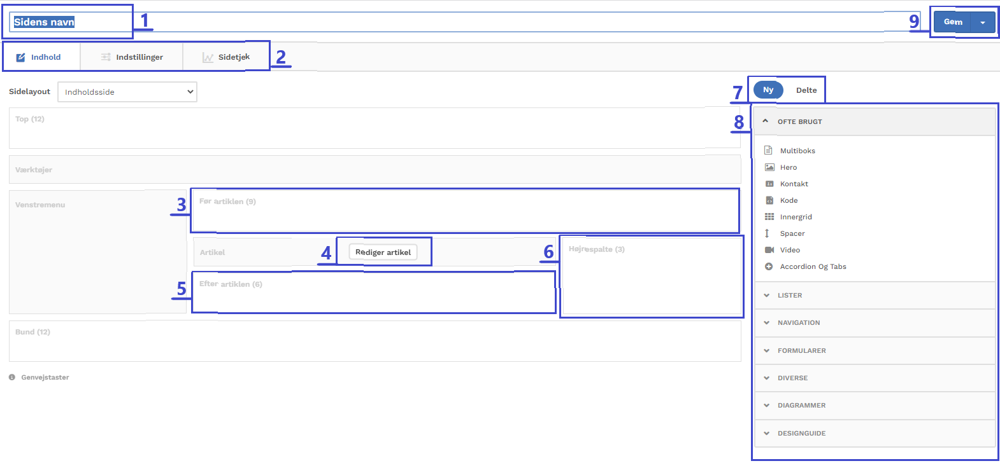 Sidens navn
1
9
Gem
Indhold
Indstillinger
Sidetjek
2
Sidelayout
Indholdsside
7
Ny
Delte
Top (12)
8
OFTE BRUGT
Multiboks
Hero
Kontakt
Kode
Innergrid
Spacer
Video
Accordion Og Tabs
Værktøjer
Venstremenu
3
Før artiklen (9)
Artikel
4
Rediger artikel
6
Højrespalte (3)
5
Efter artiklen (6)
LISTER
NAVIGATION
FORMULARER
DIVERSE
DIAGRAMMER
DESIGNGUIDE
Bund (12)
Genvejstaster